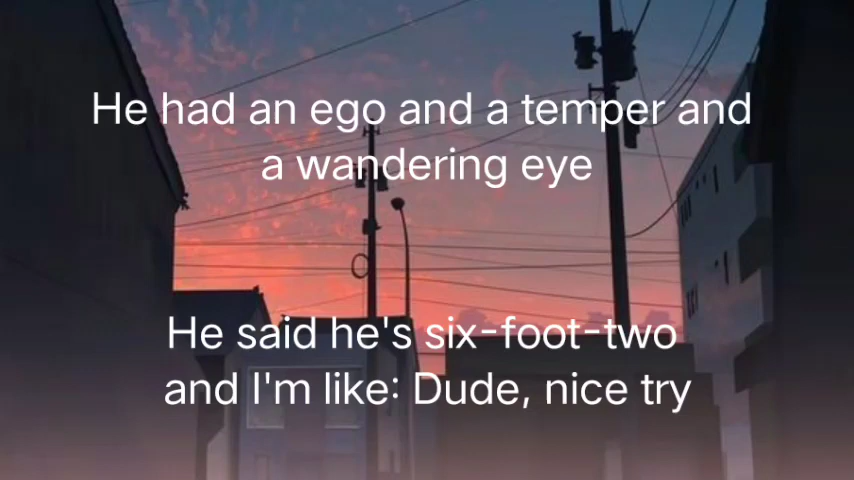 He had an ego and a temper and
a wandering eye
He said he's six-foot-two
and I'm like: Dude, nice try